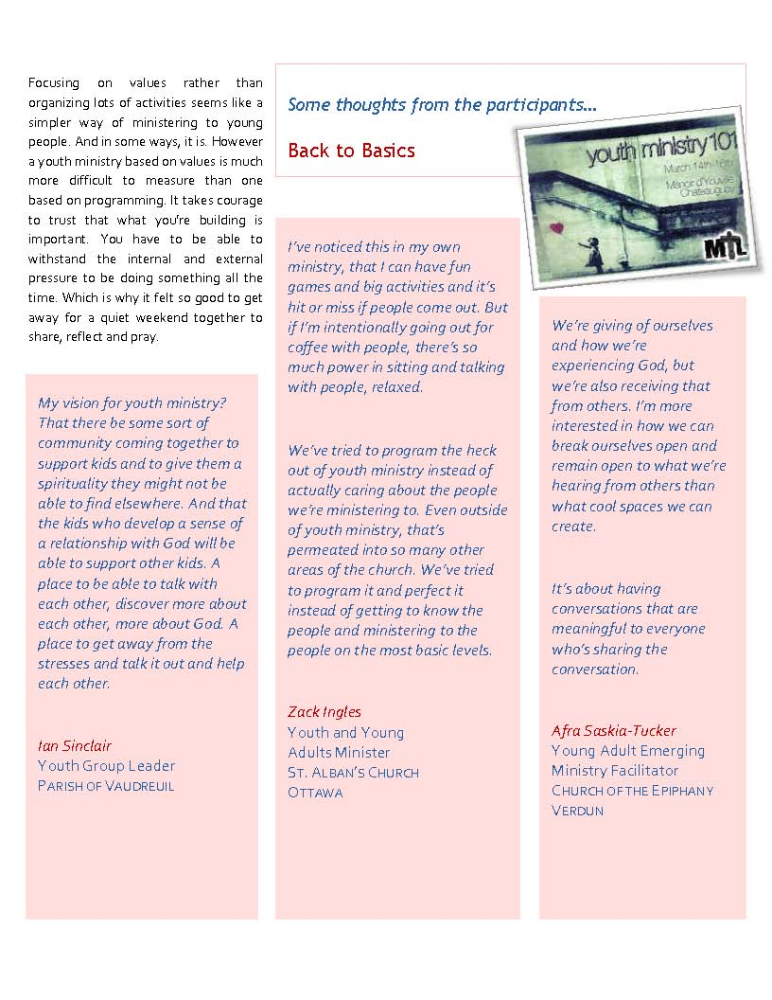 Focusing on values rather than
organizing lots of activities seems like a
simpler way of ministering to young
people. And in some ways, it is. However
a youth ministry based on values is much
more difficult to measure than one
based on programming. It takes courage
to trust that what you're building is
important. You have to be able to
withstand the internal and external
pressure to be doing something all the
time. Which is why it felt so good to get
away for a quiet weekend together to
share, reflect and pray.
My vision for youth ministry?
That there be some sort of
community coming together to
support kids and to give them a
spirituality they might not be
able to find elsewhere. And that
the kids who develop a sense of
a relationship with God will be
able to support other kids. A
place to be able to talk with
each other, discover more about
each other, more about God. A
place to get away from the
stresses and talk it out and help
each other.
Ian Sinclair
Youth Group Leader
PARISH OF VAUDREUIL
Some thoughts from the participants...
Back to Basics
youth ministry 101
March 14th-16th
Manoir d'Youville
Chateauguay
MTL
I've noticed this in my own
ministry, that I can have fun
games and big activities and it's
hit or miss if people come out. But
if I'm intentionally going out for
coffee with people, there's so
much power in sitting and talking
with people, relaxed.
We've tried to program the heck
out of youth ministry instead of
actually caring about the people
we're ministering to. Even outside
of youth ministry, that's
permeated into so many other
areas of the church. We've tried
to program it and perfect it
instead of getting to know the
people and ministering to the
people on the most basic levels.
Zack Ingles
Youth and Young
Adults Minister
ST. ALBAN'S CHURCH
OTTAWA
We're giving of ourselves
and how we're
experiencing God, but
we're also receiving that
from others. I'm more
interested in how we can
break ourselves open and
remain open to what we're
hearing from others than
what cool spaces we can
create.
It's about having
conversations that are
meaningful to everyone
who's sharing the
conversation.
Afra Saskia-Tucker
Young Adult Emerging
Ministry Facilitator
CHURCH OF THE EPIPHANY
VERDUN